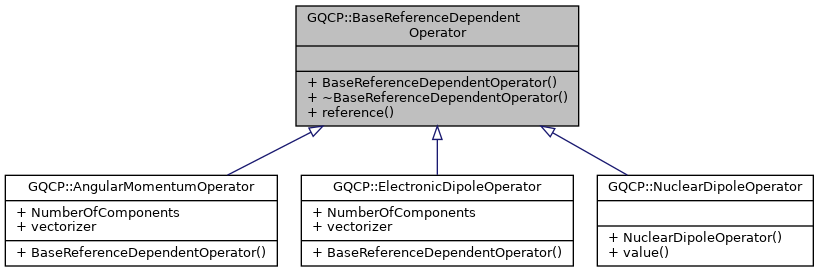 GQCP::BaseReferenceDependent
Operator
+ BaseReferenceDependentOperator()
+ ~BaseReferenceDependentOperator()
+ reference()
GQCP::AngularMomentumOperator
+ NumberOfComponents
+ vectorizer
+ BaseReferenceDependentOperator()
GQCP::ElectronicDipoleOperator
+ NumberOfComponents
+ vectorizer
+ BaseReferenceDependentOperator()
GQCP::NuclearDipoleOperator
+ NuclearDipoleOperator()
+ value()